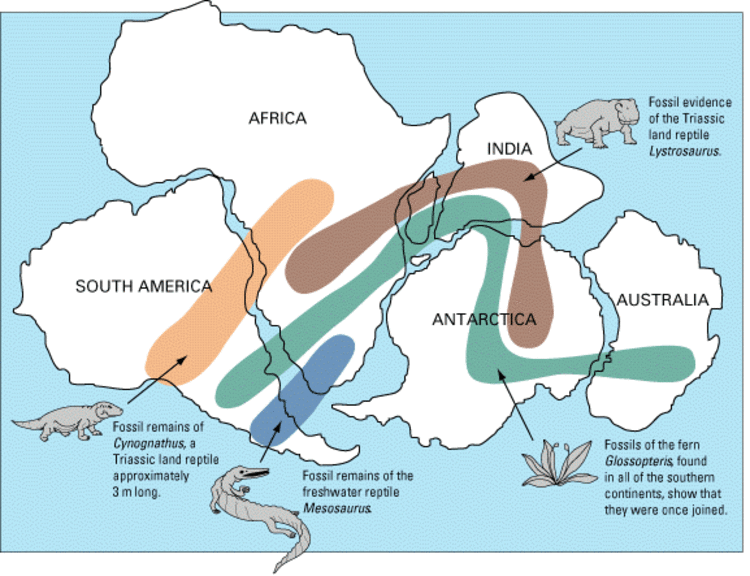 AFRICA
INDIA
Fossil evidence
of the Triassic
land reptile
Lystrosaurus.
SOUTH AMERICA
ANTARCTICA
AUSTRALIA
Fossil remains of
Cynognathus, a
Triassic land reptile
approximately
3 m long.
Fossil remains of the
freshwater reptile
Mesosaurus.
Fossils of the fern
Glossopteris, found
in all of the southern
continents, show that
they were once joined.